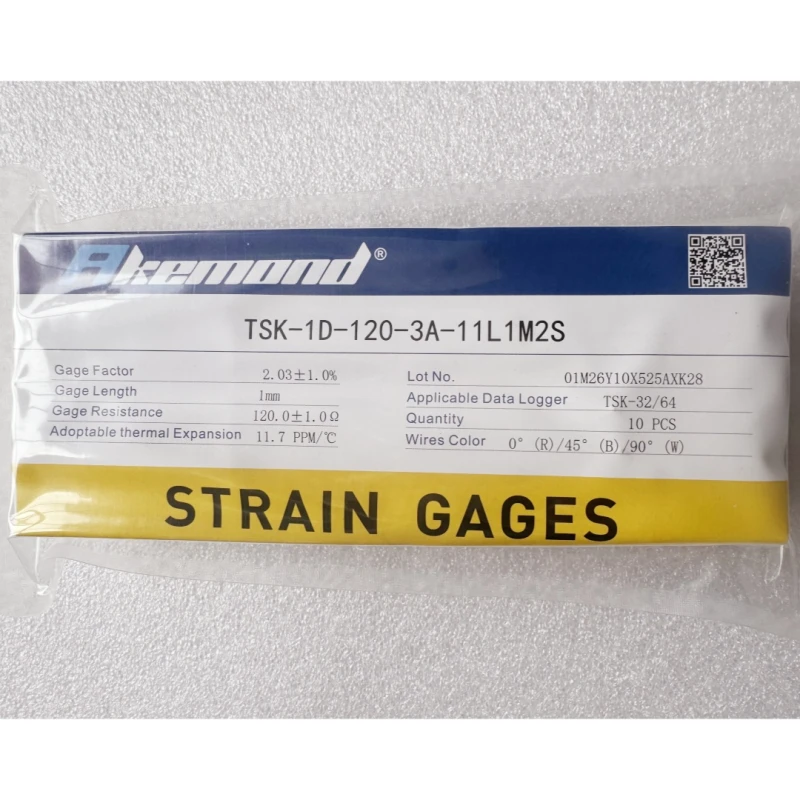 Akemond®
TSK-1D-120-3A-11L1M2S
Gage Factor 2.03±1.0%
Gage Length 1mm
Gage Resistance 120.0±1.0Ω
Adoptable thermal Expansion 11.7 PPM/℃
Lot No. 01M26Y10X525AXK28
Applicable Data Logger TSK-32/64
Quantity 10 PCS
Wires Color 0° (R)/45° (B)/90° (W)
STRAIN GAGES